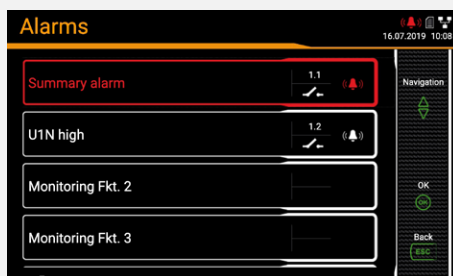 Alarms
16.07.2019 10:08
Summary alarm
1.1
Navigation
U1N high
1.2
Monitoring Fkt. 2
OK
OK
Monitoring Fkt. 3
Back
ESC